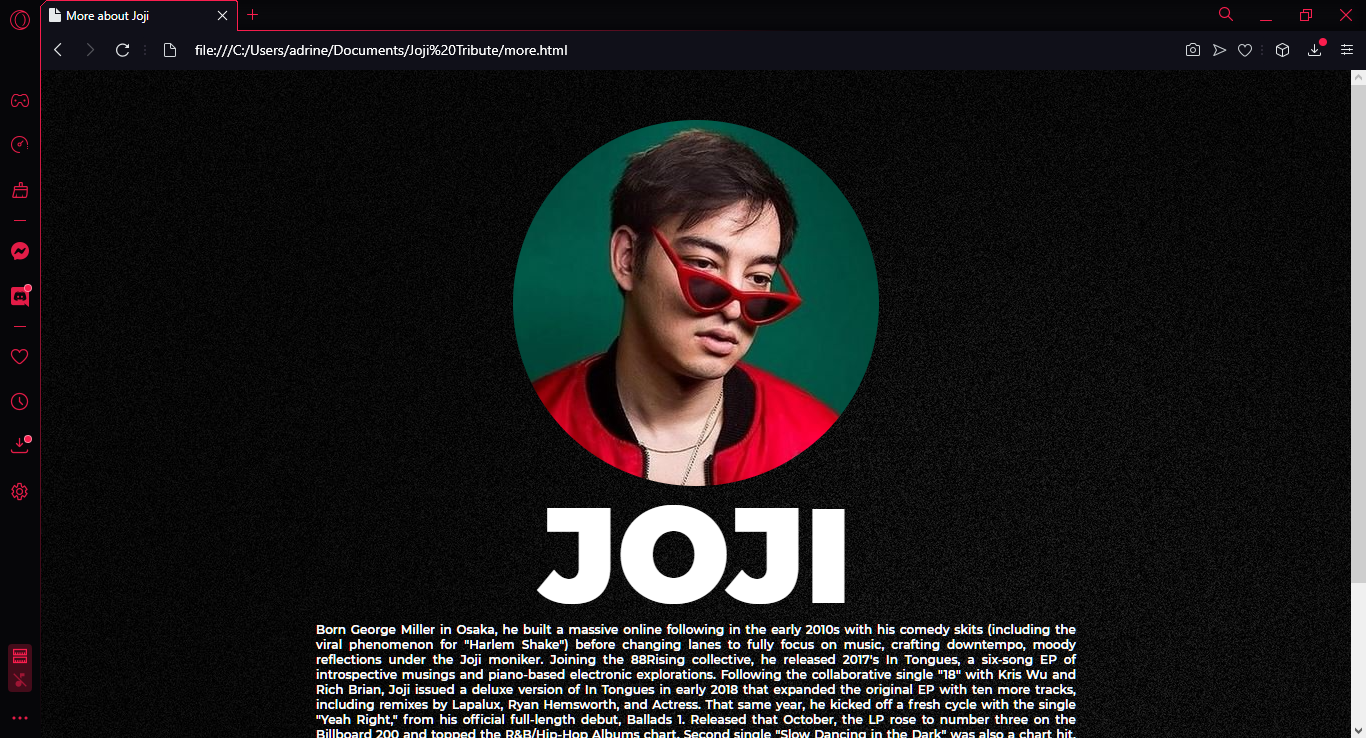 More about Joji
file:///C:/Users/adrine/Documents/Joji%20Tribute/more.html
JOJI
Born George Miller in Osaka, he built a massive online following in the early 2010s with his comedy skits (including the
viral phenomenon for "Harlem Shake") before changing lanes to fully focus on music, crafting downtempo, moody
reflections under the Joji moniker. Joining the 88Rising collective, he released 2017's In Tongues, a six-song EP of
introspective musings and piano-based electronic explorations. Following the collaborative single "18" with Kris Wu and
Rich Brian, Joji issued a deluxe version of In Tongues in early 2018 that expanded the original EP with ten more tracks,
including remixes by Lapalux, Ryan Hemsworth, and Actress. That same year, he kicked off a fresh cycle with the single
"Yeah Right," from his official full-length debut, Ballads 1. Released that October, the LP rose to number three on the
Billboard 200 and topped the R&B/Hip-Hop Albums chart. Second single "Slow Dancing in the Dark" was also a chart hit,